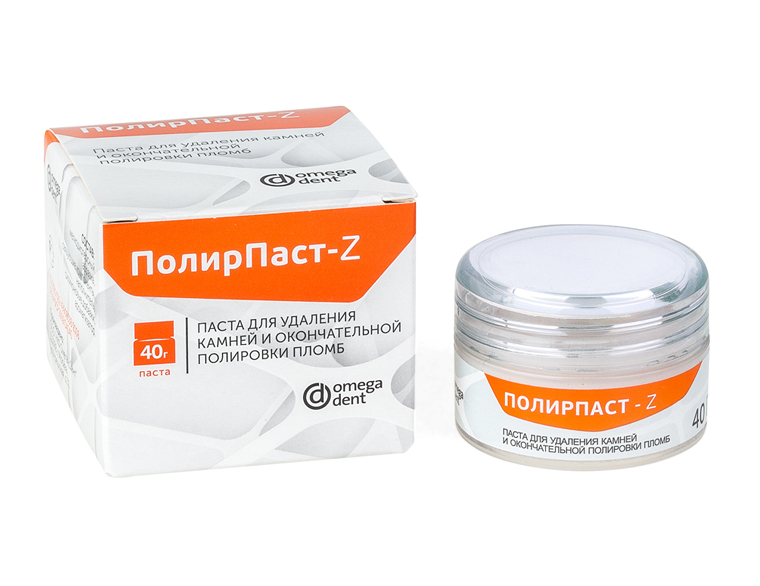 ПолирПаст-Z
Паста для удаления камней
и окончательной
полировки пломб
omega
dent
ПолирПаст-Z
40г
паста
ПАСТА ДЛЯ УДАЛЕНИЯ
КАМНЕЙ И ОКОНЧАТЕЛЬНОЙ
ПОЛИРОВКИ ПЛОМБ
omega
dent
ПОЛИРПАСТ - Z
ПАСТА ДЛЯ УДАЛЕНИЯ КАМНЕЙ
И ОКОНЧАТЕЛЬНОЙ ПОЛИРОВКИ ПЛОМБ
40